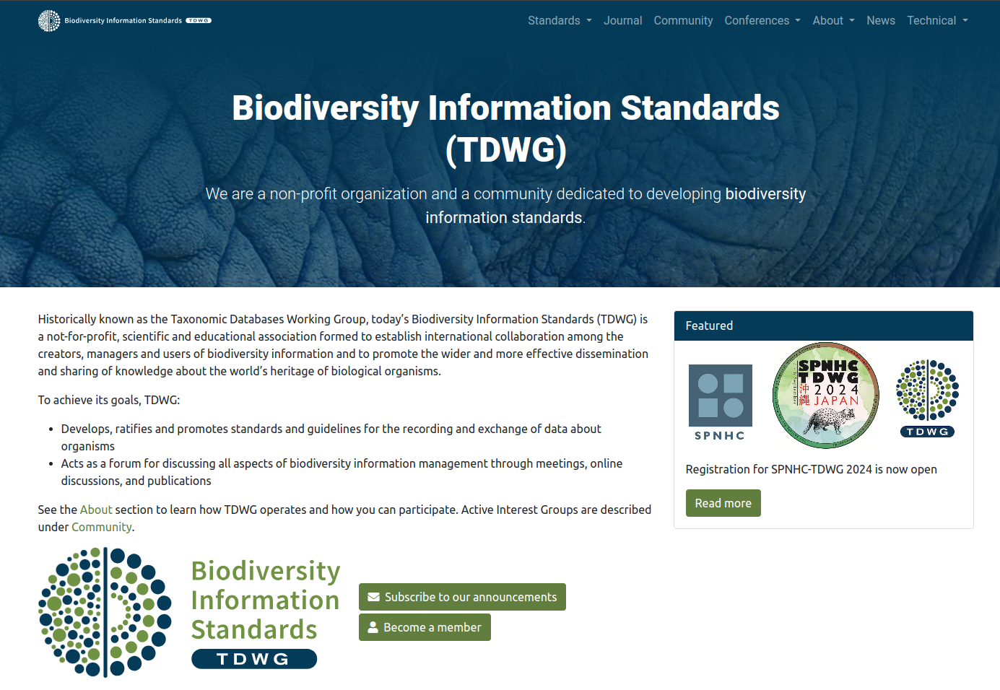 Biodiversity Information Standards TDWG
Standards
Journal
Community
Conferences
About
News
Technical
Biodiversity Information Standards
(TDWG)
We are a non-profit organization and a community dedicated to developing biodiversity
information standards.
Historically known as the Taxonomic Databases Working Group, today’s Biodiversity Information Standards (TDWG) is
a not-for-profit, scientific and educational association formed to establish international collaboration among the
creators, managers and users of biodiversity information and to promote the wider and more effective dissemination
and sharing of knowledge about the world’s heritage of biological organisms.
To achieve its goals, TDWG:
• Develops, ratifies and promotes standards and guidelines for the recording and exchange of data about
organisms
• Acts as a forum for discussing all aspects of biodiversity information management through meetings, online
discussions, and publications
See the About section to learn how TDWG operates and how you can participate. Active Interest Groups are described
under Community.
Biodiversity
Information
Standards
TDWG
Subscribe to our announcements
Become a member
Featured
SPNHC
SPNHC
TDWG
沖 2024
縄 JAPAN
TDWG
Registration for SPNHC-TDWG 2024 is now open
Read more